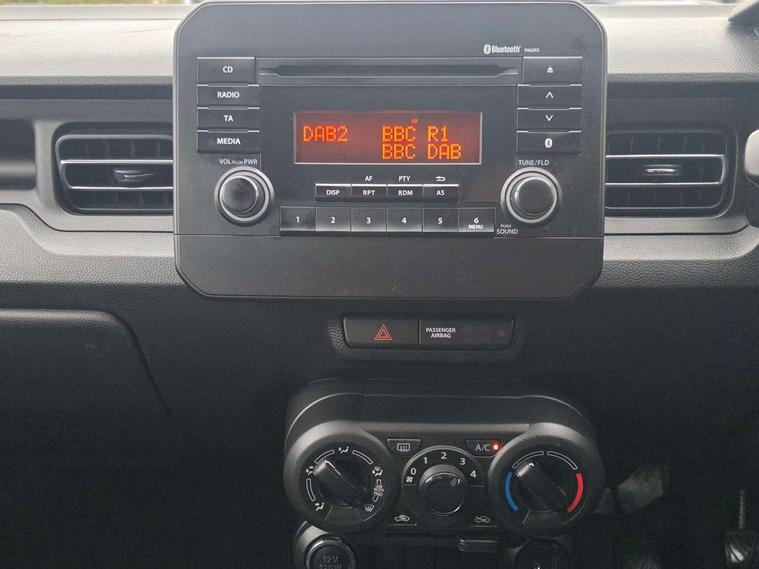 Bluetooth PA02R3
CD
RADIO
TA
MEDIA
DAB2 BBC R1
BBC DAB
VOL PUSH PWR
TUNE/FLD
AF PTY
DISP RPT RDM AS
1 2 3 4 5 6
MENU
PUSH
SOUND
PASSENGER
AIRBAG
A/C
0 1 2 3 4
12V
120W